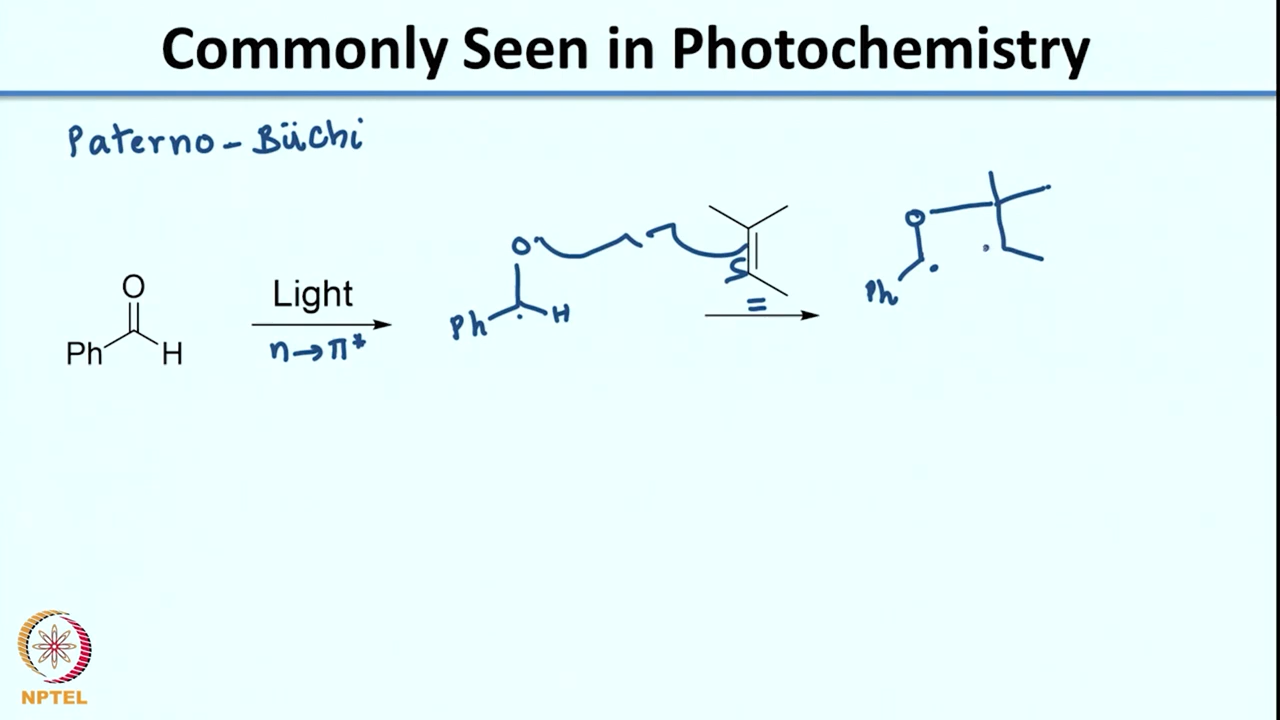 Commonly Seen in Photochemistry
Paterno - Büchi
O
Ph
H
Light
n→π*
O
Ph
H
S
=
O
Ph
NPTEL